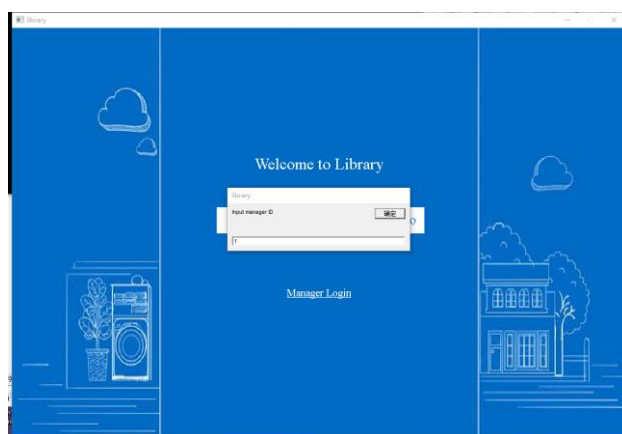 library
Welcome to Library
library
Input manager ID
确定
1
Manager Login